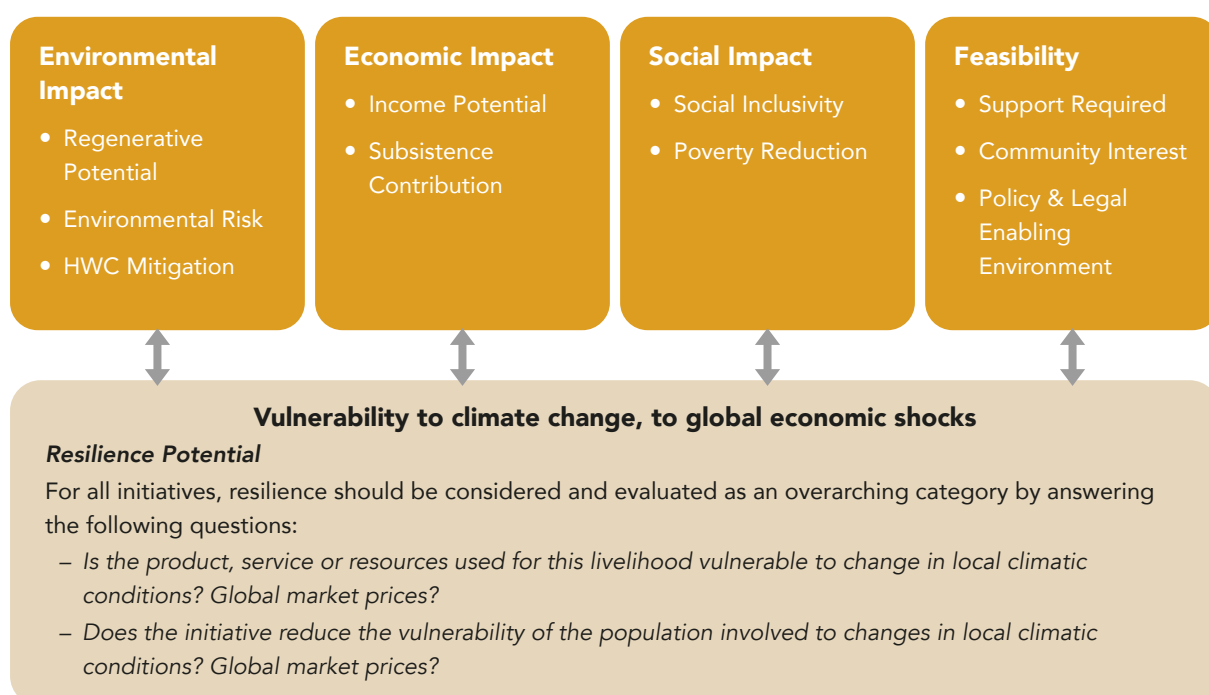 Environmental
Impact
• Regenerative
Potential
• Environmental Risk
• HWC Mitigation
Economic Impact
• Income Potential
• Subsistence
Contribution
Social Impact
• Social Inclusivity
• Poverty Reduction
Feasibility
• Support Required
• Community Interest
• Policy & Legal
Enabling
Environment
Vulnerability to climate change, to global economic shocks
Resilience Potential
For all initiatives, resilience should be considered and evaluated as an overarching category by answering
the following questions:
– Is the product, service or resources used for this livelihood vulnerable to change in local climatic
conditions? Global market prices?
– Does the initiative reduce the vulnerability of the population involved to changes in local climatic
conditions? Global market prices?